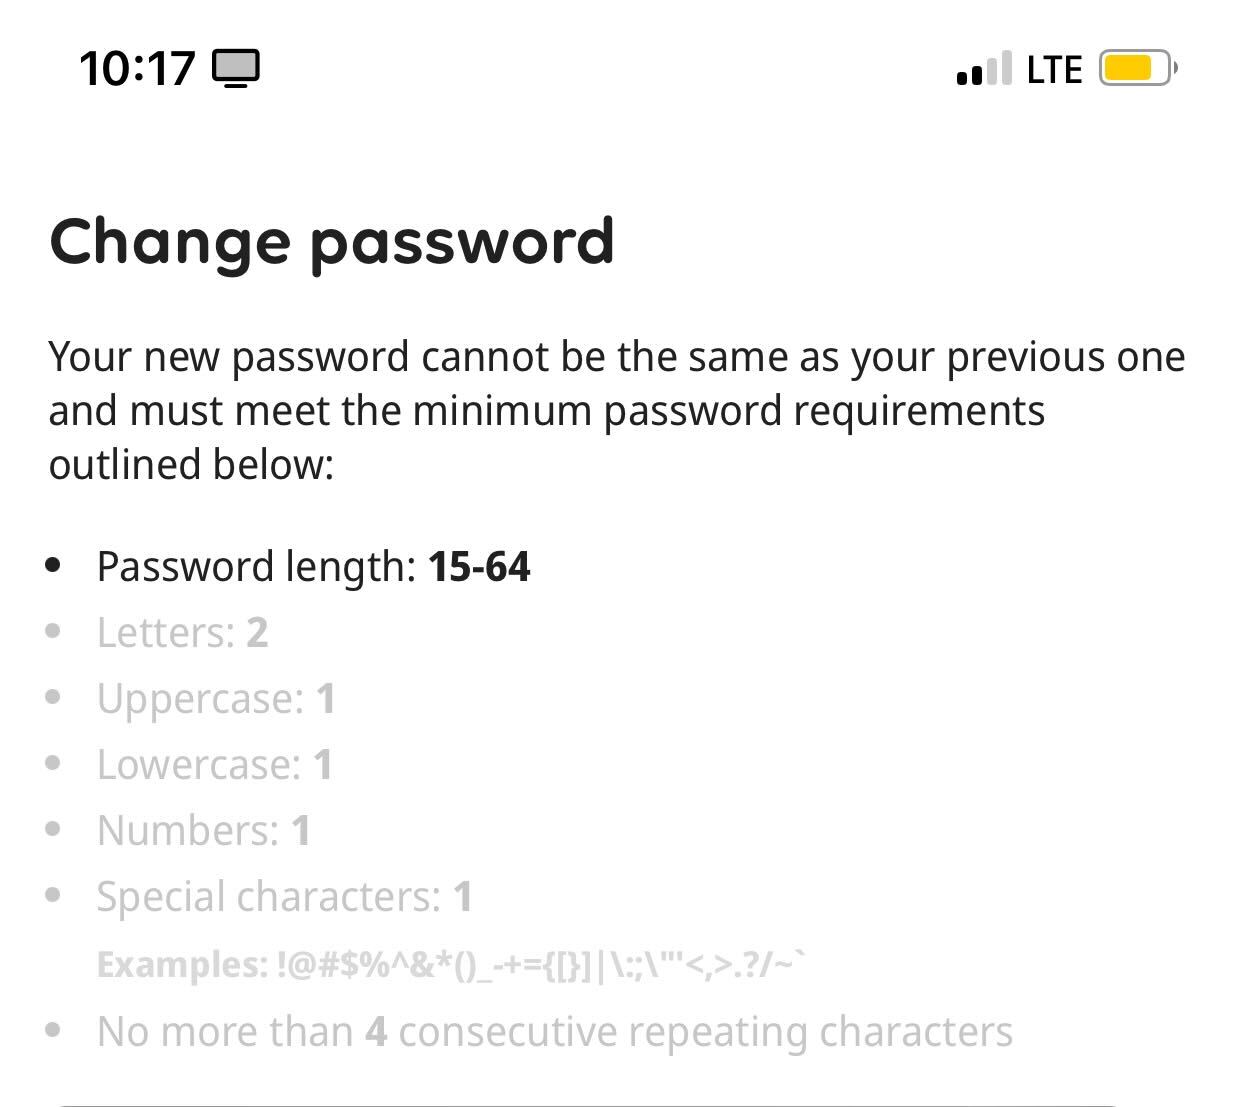 10:17 LTE
Change password
Your new password cannot be the same as your previous one
and must meet the minimum password requirements
outlined below:
• Password length: 15-64
• Letters: 2
• Uppercase: 1
• Lowercase: 1
• Numbers: 1
• Special characters: 1
Examples: !@#$%^&*()_-+={[}]|\:;\"'<,>.?/~`
• No more than 4 consecutive repeating characters